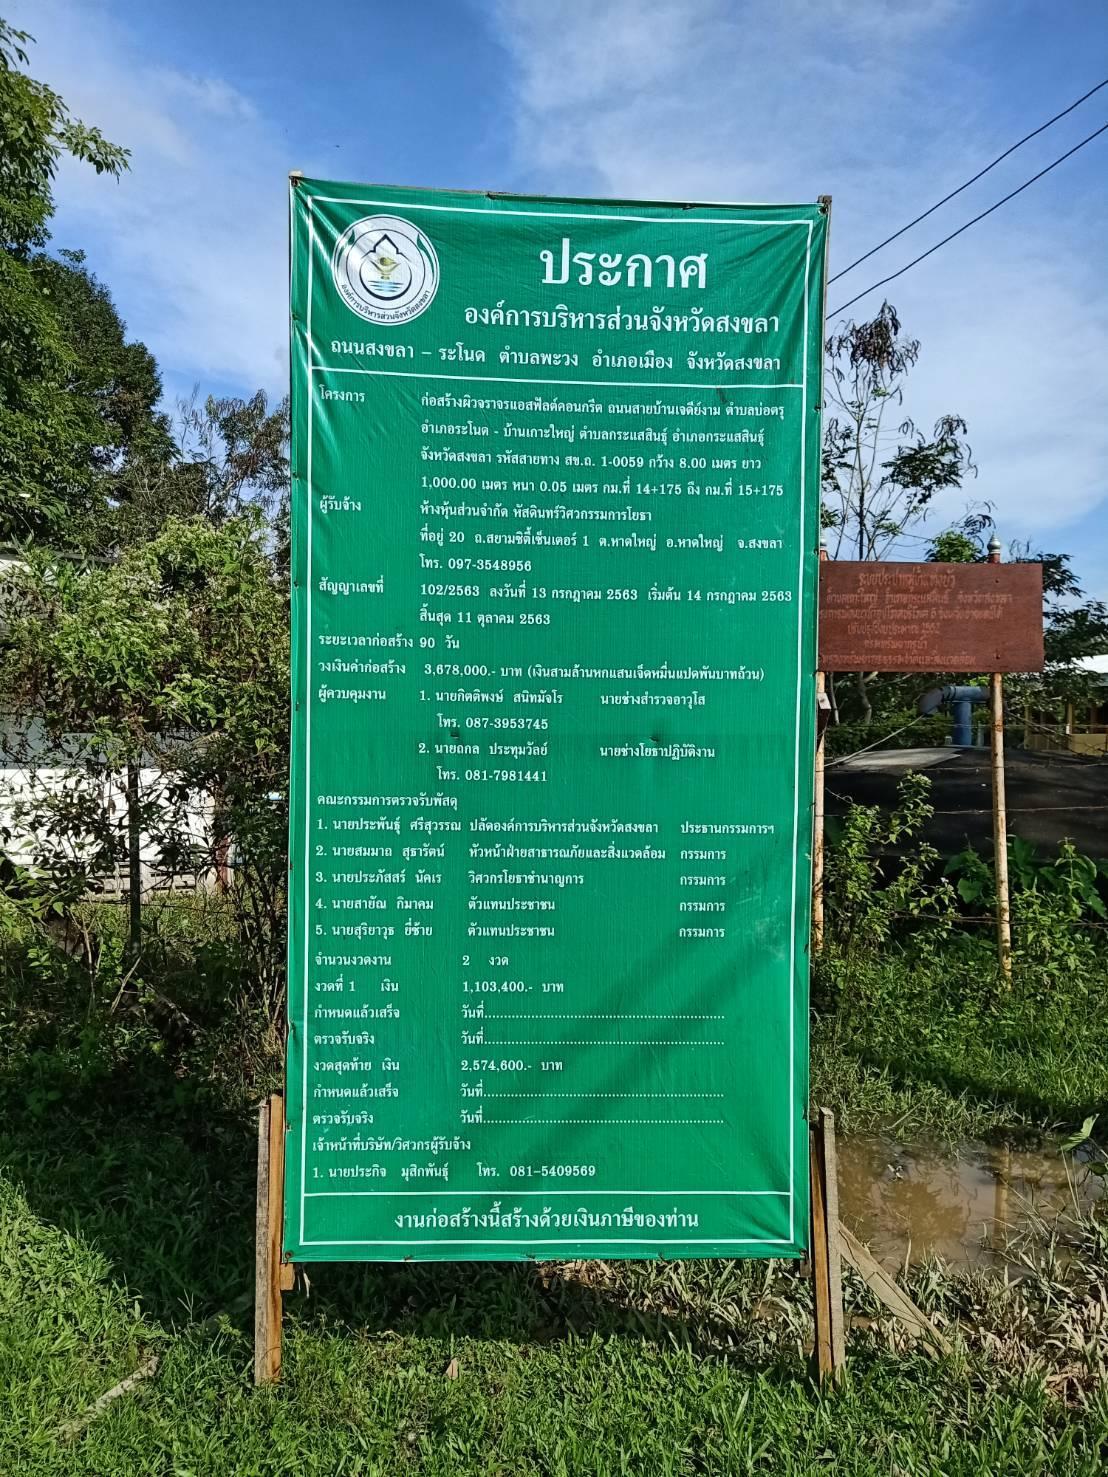 องค์การบริหารส่วนจังหวัดสงขลา
ประกาศ
องค์การบริหารส่วนจังหวัดสงขลา
ถนนสงขลา – ระโนด ตำบลพะวง อำเภอเมือง จังหวัดสงขลา
โครงการ ก่อสร้างผิวจราจรแอสฟัลต์คอนกรีต ถนนสายบ้านเจดีย์งาม ตำบลบ่อตรุ
อำเภอระโนด - บ้านเกาะใหญ่ ตำบลกระแสสินธุ์ อำเภอกระแสสินธุ์
จังหวัดสงขลา รหัสสายทาง สข.ถ. 1-0059 กว้าง 8.00 เมตร ยาว
1,000.00 เมตร หนา 0.05 เมตร กม.ที่ 14+175 ถึง กม.ที่ 15+175
ผู้รับจ้าง ห้างหุ้นส่วนจำกัด หัสดินทร์วิศวกรรมการโยธา
ที่อยู่ 20 ถ.สยามซิตี้เซ็นเตอร์ 1 ต.หาดใหญ่ อ.หาดใหญ่ จ.สงขลา
โทร. 097-3548956
สัญญาเลขที่ 102/2563 ลงวันที่ 13 กรกฎาคม 2563 เริ่มต้น 14 กรกฎาคม 2563
สิ้นสุด 11 ตุลาคม 2563
ระยะเวลาก่อสร้าง 90 วัน
วงเงินค่าก่อสร้าง 3,678,000.- บาท (เงินสามล้านหกแสนเจ็ดหมื่นแปดพันบาทถ้วน)
ผู้ควบคุมงาน 1. นายกิตติพงษ์ สนิทมัจโร นายช่างสำรวจอาวุโส
โทร. 087-3953745
2. นายถกล ประทุมวัลย์ นายช่างโยธาปฏิบัติงาน
โทร. 081-7981441
คณะกรรมการตรวจรับพัสดุ
1. นายประพันธุ์ ศรีสุวรรณ ปลัดองค์การบริหารส่วนจังหวัดสงขลา ประธานกรรมการฯ
2. นายสมมาถ สุธารัตน์ หัวหน้าฝ่ายสาธารณภัยและสิ่งแวดล้อม กรรมการ
3. นายประภัสสร์ นัคเร วิศวกรโยธาชำนาญการ กรรมการ
4. นายสายัณ กิมาคม ตัวแทนประชาชน กรรมการ
5. นายสุริยาวุธ ยี่ซ้าย ตัวแทนประชาชน กรรมการ
จำนวนงวดงาน 2 งวด
งวดที่ 1 เงิน 1,103,400.- บาท
กำหนดแล้วเสร็จ วันที่........................................................
ตรวจรับจริง วันที่........................................................
งวดสุดท้าย เงิน 2,574,600.- บาท
กำหนดแล้วเสร็จ วันที่........................................................
ตรวจรับจริง วันที่........................................................
เจ้าหน้าที่บริษัท/วิศวกรผู้รับจ้าง
1. นายประกิจ มุสิกพันธุ์ โทร. 081-5409569
งานก่อสร้างนี้สร้างด้วยเงินภาษีของท่าน